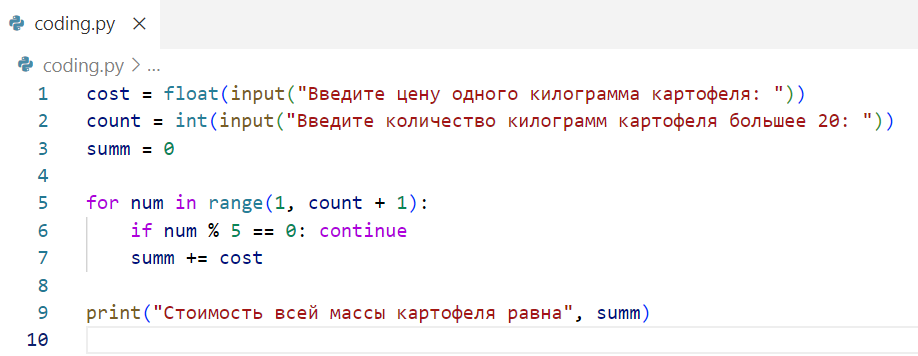 coding.py ×
coding.py > ...
1 cost = float(input("Введите цену одного килограмма картофеля: "))
2 count = int(input("Введите количество килограмм картофеля большее 20: "))
3 summ = 0
4
5 for num in range(1, count + 1):
6     if num % 5 == 0: continue
7     summ += cost
8
9 print("Стоимость всей массы картофеля равна", summ)
10